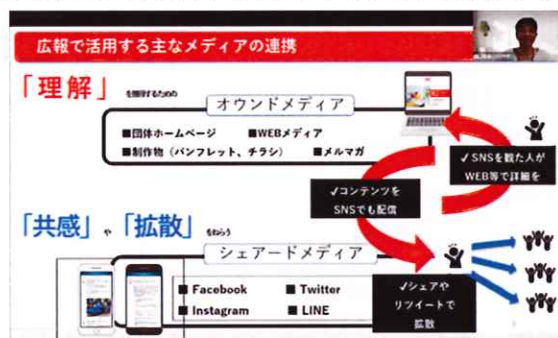 広報で活用する主なメディアの連携
「理解」
オウンドメディア
■団体ホームページ ■WEBメディア
■制作物（パンフレット、チラシ） ■メルマガ
✓SNSを観た人が
WEB等で詳細を
✓コンテンツを
SNSでも配信
「共感」や「拡散」をねらう
シェアードメディア
■ Facebook ■ Twitter
■ Instagram ■ LINE
✓シェアや
リツイートで
拡散